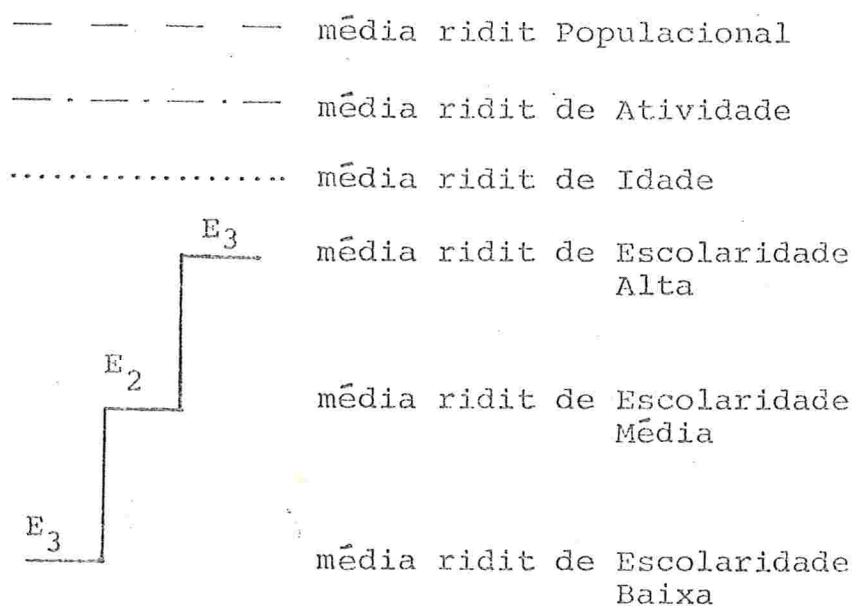 média ridit Populacional
média ridit de Atividade
média ridit de Idade
E3
média ridit de Escolaridade
Alta
E2
média ridit de Escolaridade
Média
E3
média ridit de Escolaridade
Baixa